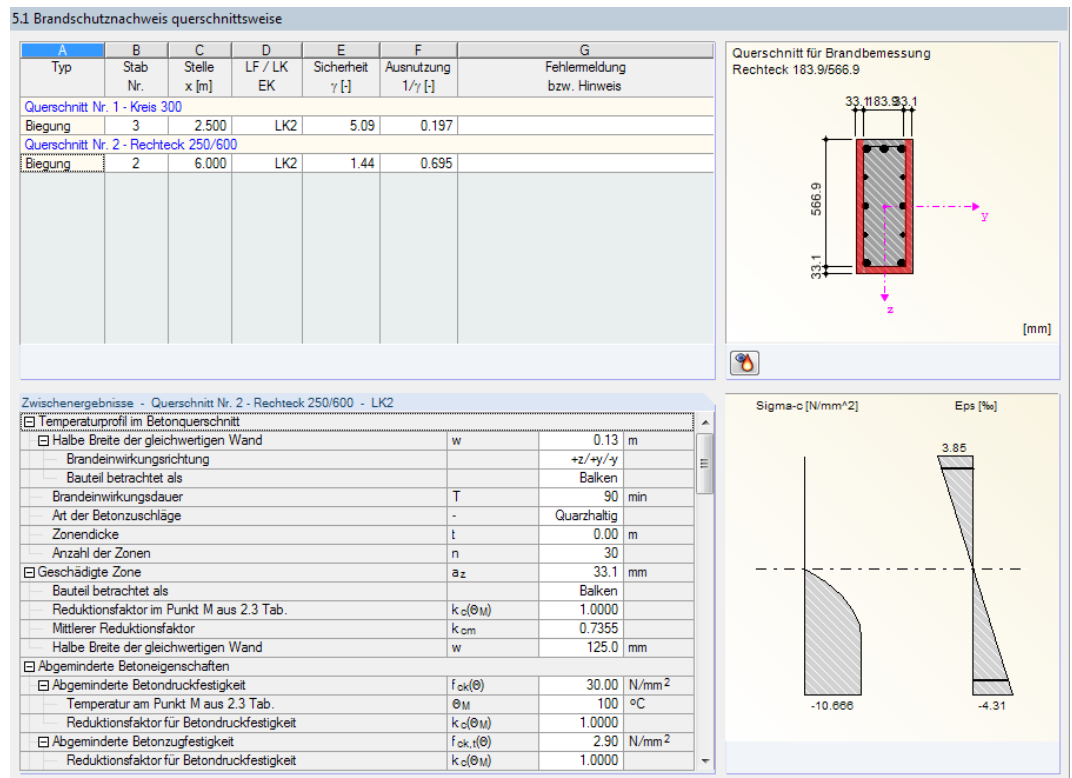 5.1 Brandschutznachweis querschnittsweise
A B C D E F G
Typ Stab Stelle LF / LK Sicherheit Ausnutzung Fehlermeldung
Nr. x [m] EK γ [-] 1/γ [-] bzw. Hinweis
Querschnitt Nr. 1 - Kreis 300
Biegung 3 2.500 LK2 5.09 0.197
Querschnitt Nr. 2 - Rechteck 250/600
Biegung 2 6.000 LK2 1.44 0.695
Querschnitt für Brandbemessung
Rechteck 183.9/566.9
33.1 183.9 33.1
566.9
33.1
y
z
[mm]
Zwischenergebnisse - Querschnitt Nr. 2 - Rechteck 250/600 - LK2
Temperaturprofil im Betonquerschnitt
Halbe Breite der gleichwertigen Wand w 0.13 m
Brandeinwirkungsrichtung +z/+y/-y
Bauteil betrachtet als Balken
Brandeinwirkungsdauer T 90 min
Art der Betonzuschläge - Quarzhaltig
Zonendicke t 0.00 m
Anzahl der Zonen n 30
Geschädigte Zone az 33.1 mm
Bauteil betrachtet als Balken
Reduktionsfaktor im Punkt M aus 2.3 Tab. kc(ΘM) 1.0000
Mittlerer Reduktionsfaktor kcm 0.7355
Halbe Breite der gleichwertigen Wand w 125.0 mm
Abgeminderte Betoneigenschaften
Abgeminderte Betondruckfestigkeit fck(Θ) 30.00 N/mm2
Temperatur am Punkt M aus 2.3 Tab. ΘM 100 ºC
Reduktionsfaktor für Betondruckfestigkeit kc(ΘM) 1.0000
Abgeminderte Betonzugfestigkeit fck,t(Θ) 2.90 N/mm2
Reduktionsfaktor für Betondruckfestigkeit kc(ΘM) 1.0000
Sigma-c [N/mm^2] Eps [‰]
3.85
-10.666 -4.31